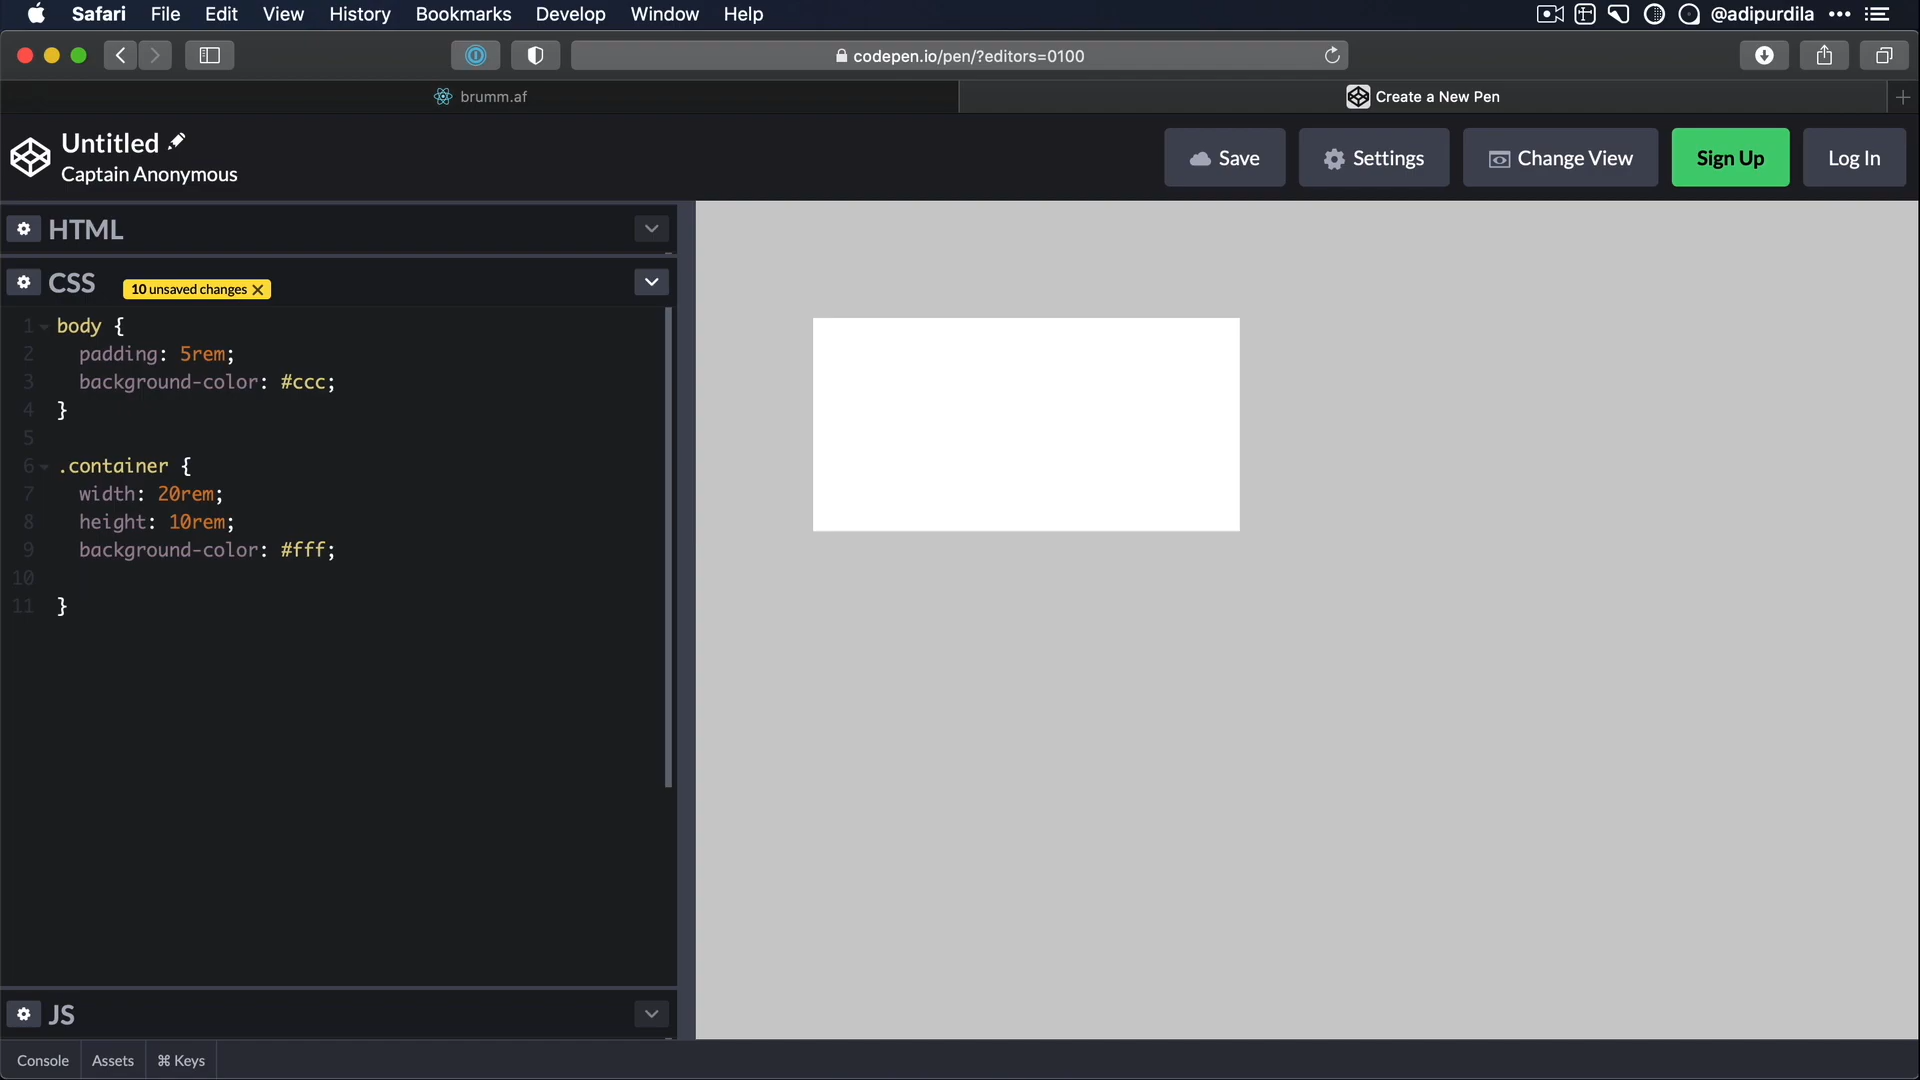 Safari File Edit View History Bookmarks Develop Window Help @adipurdila
codepen.io/pen/?editors=0100
brumm.af
Create a New Pen
Untitled
Captain Anonymous
Save Settings Change View Sign Up Log In
HTML
CSS 10 unsaved changes
1 body {
2 padding: 5rem;
3 background-color: #ccc;
4 }
5
6 .container {
7 width: 20rem;
8 height: 10rem;
9 background-color: #fff;
10
11 }
JS
Console Assets ⌘ Keys